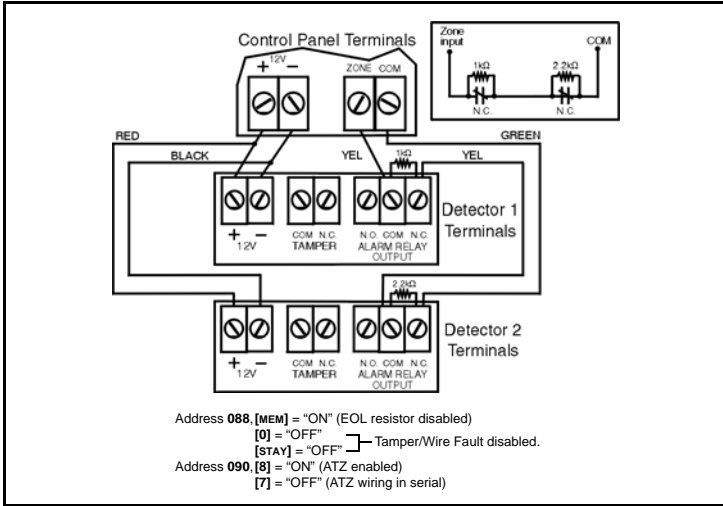 Control Panel Terminals
12V
+ −
ZONE COM
Zone input
COM
1kΩ
2.2kΩ
N.C.
N.C.
RED
GREEN
BLACK
YEL
1kΩ
YEL
Detector 1
Terminals
+ −
12V
COM N.C.
TAMPER
N.O. COM N.C.
ALARM RELAY
OUTPUT
2.2kΩ
Detector 2
Terminals
+ −
12V
COM N.C.
TAMPER
N.O. COM N.C.
ALARM RELAY
OUTPUT
Address 088, [MEM] = “ON” (EOL resistor disabled)
[0] = “OFF”
[STAY] = “OFF”
Tamper/Wire Fault disabled.
Address 090, [8] = “ON” (ATZ enabled)
[7] = “OFF” (ATZ wiring in serial)